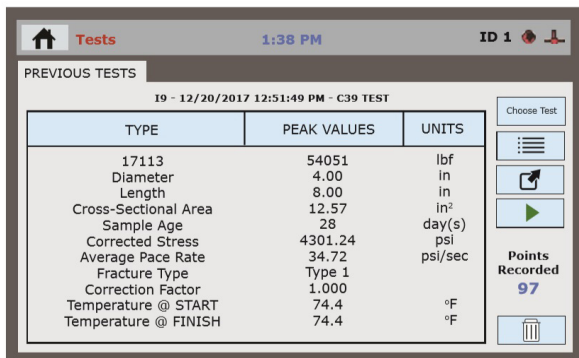 Tests 1:38 PM ID 1
PREVIOUS TESTS
I9 - 12/20/2017 12:51:49 PM - C39 TEST
Choose Test
TYPE PEAK VALUES UNITS
17113 54051 lbf
Diameter 4.00 in
Length 8.00 in
Cross-Sectional Area 12.57 in²
Sample Age 28 day(s)
Corrected Stress 4301.24 psi
Average Pace Rate 34.72 psi/sec
Fracture Type Type 1
Correction Factor 1.000
Temperature @ START 74.4 °F
Temperature @ FINISH 74.4 °F
Points
Recorded
97